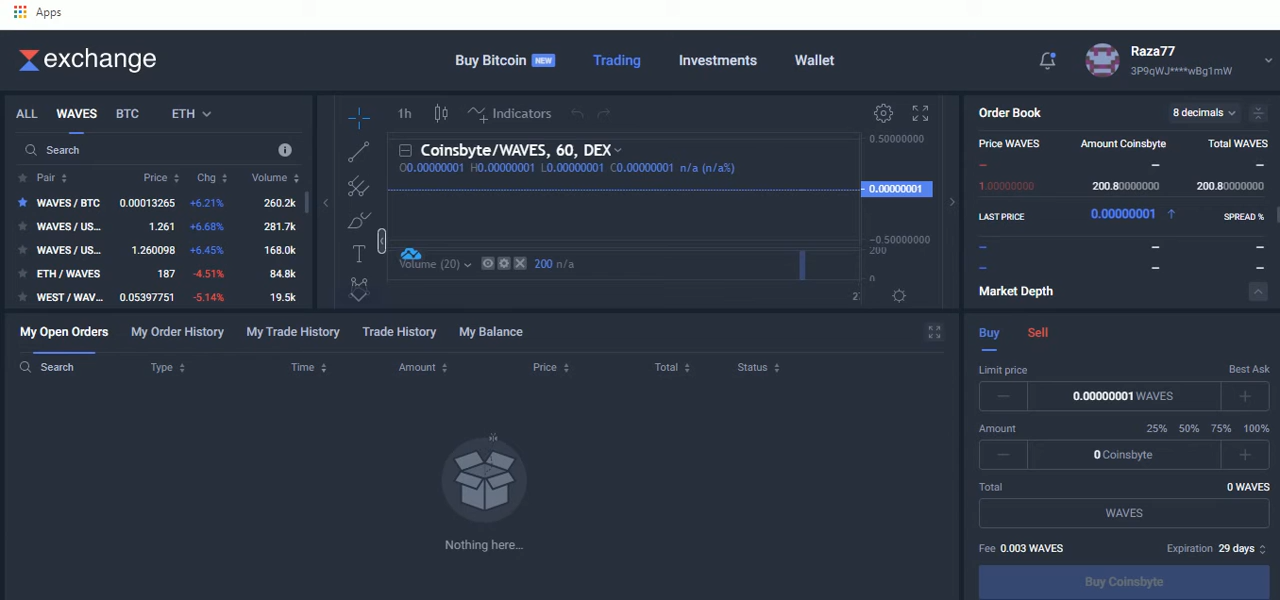 Apps
exchange
Buy Bitcoin NEW Trading Investments Wallet
Raza77
3P9qWJ****wBg1mW
ALL WAVES BTC ETH
Search
Pair Price Chg Volume
WAVES / BTC 0.00013265 +6.21% 260.2k
WAVES / US... 1.261 +6.68% 281.7k
WAVES / US... 1.260098 +6.45% 168.0k
ETH / WAVES 187 -4.51% 84.8k
WEST / WAV... 0.05397751 -5.14% 19.5k
1h Indicators
Coinsbyte/WAVES, 60, DEX
O0.00000001 H0.00000001 L0.00000001 C0.00000001 n/a (n/a%)
0.50000000
0.00000001
-0.50000000
Volume (20) 200 n/a
200
0
2
Order Book 8 decimals
Price WAVES Amount Coinsbyte Total WAVES
– – –
1.00000000 200.80000000 200.80000000
LAST PRICE 0.00000001 ↑ SPREAD %
– – –
– – –
Market Depth
My Open Orders My Order History My Trade History Trade History My Balance
Search Type Time Amount Price Total Status
Nothing here...
Buy Sell
Limit price Best Ask
0.00000001 WAVES
Amount 25% 50% 75% 100%
0 Coinsbyte
Total 0 WAVES
WAVES
Fee 0.003 WAVES Expiration 29 days
Buy Coinsbyte